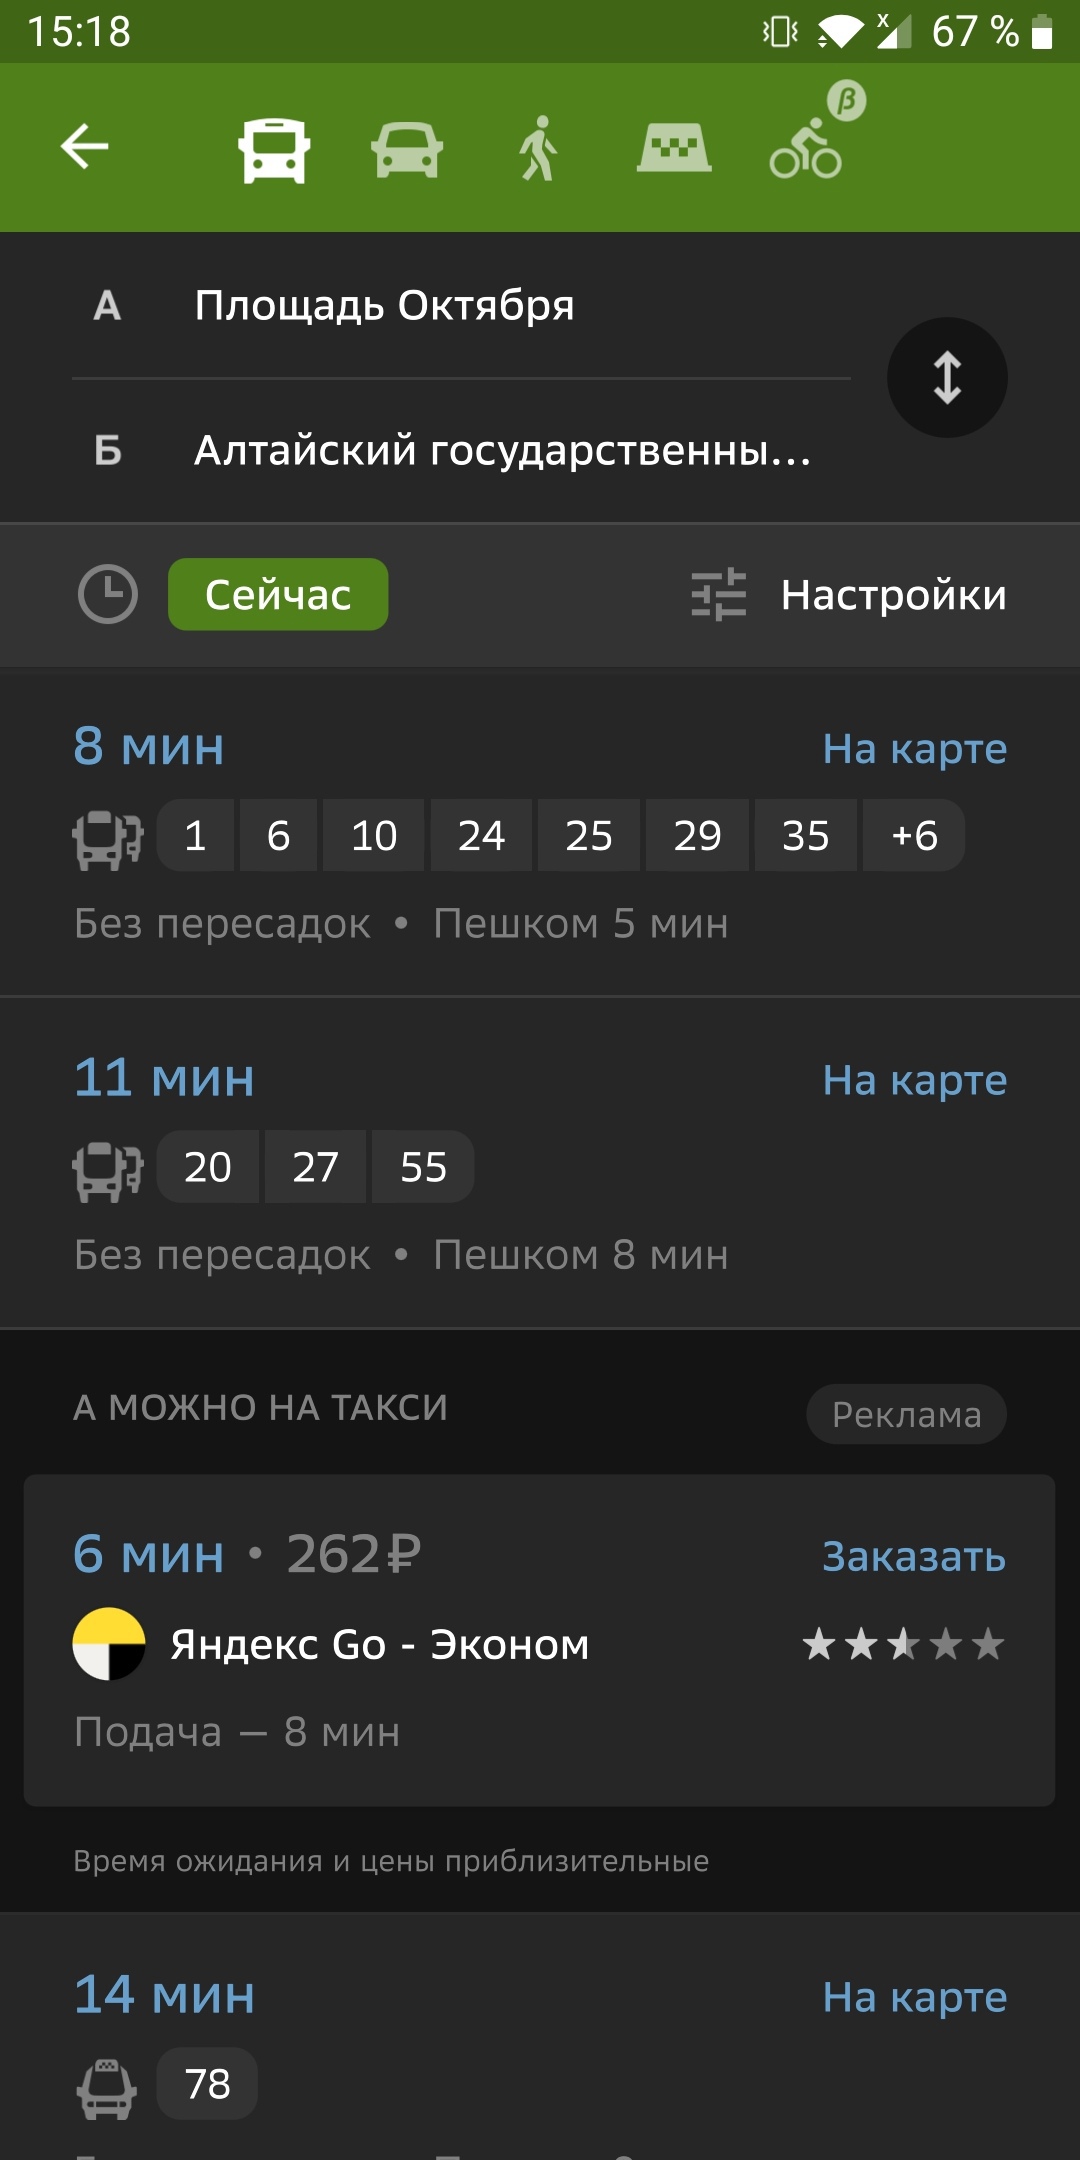 15:18
67 %
β
А Площадь Октября
Б Алтайский государственны...
Сейчас Настройки
8 мин На карте
1 6 10 24 25 29 35 +6
Без пересадок • Пешком 5 мин
11 мин На карте
20 27 55
Без пересадок • Пешком 8 мин
А МОЖНО НА ТАКСИ Реклама
6 мин • 262₽ Заказать
Яндекс Go - Эконом
Подача — 8 мин
Время ожидания и цены приблизительные
14 мин На карте
78